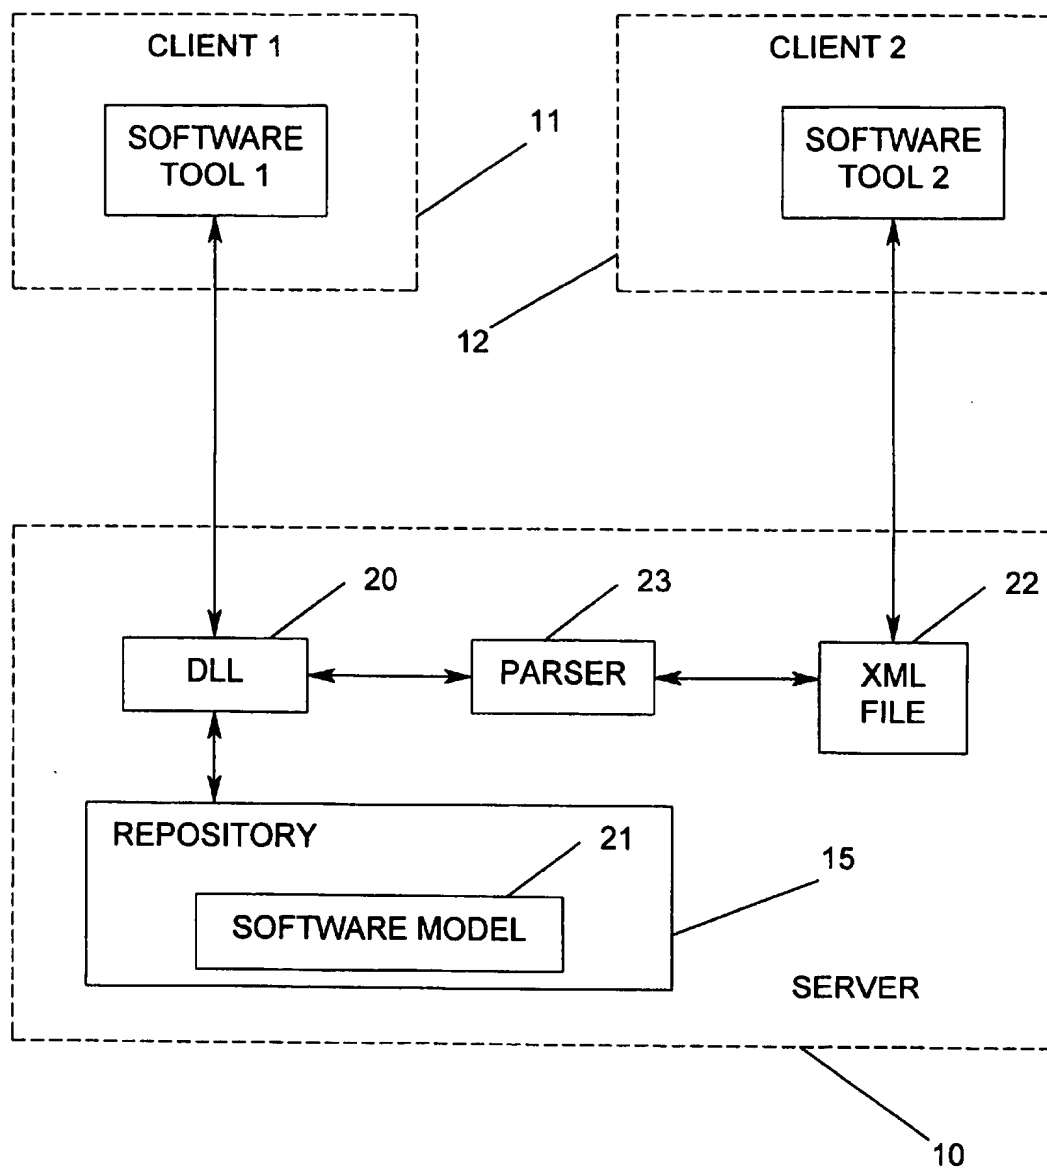 CLIENT 1
CLIENT 2
SOFTWARE
TOOL 1
11
SOFTWARE
TOOL 2
12
20
23
22
DLL
PARSER
XML
FILE
REPOSITORY
21
15
SOFTWARE MODEL
SERVER
10